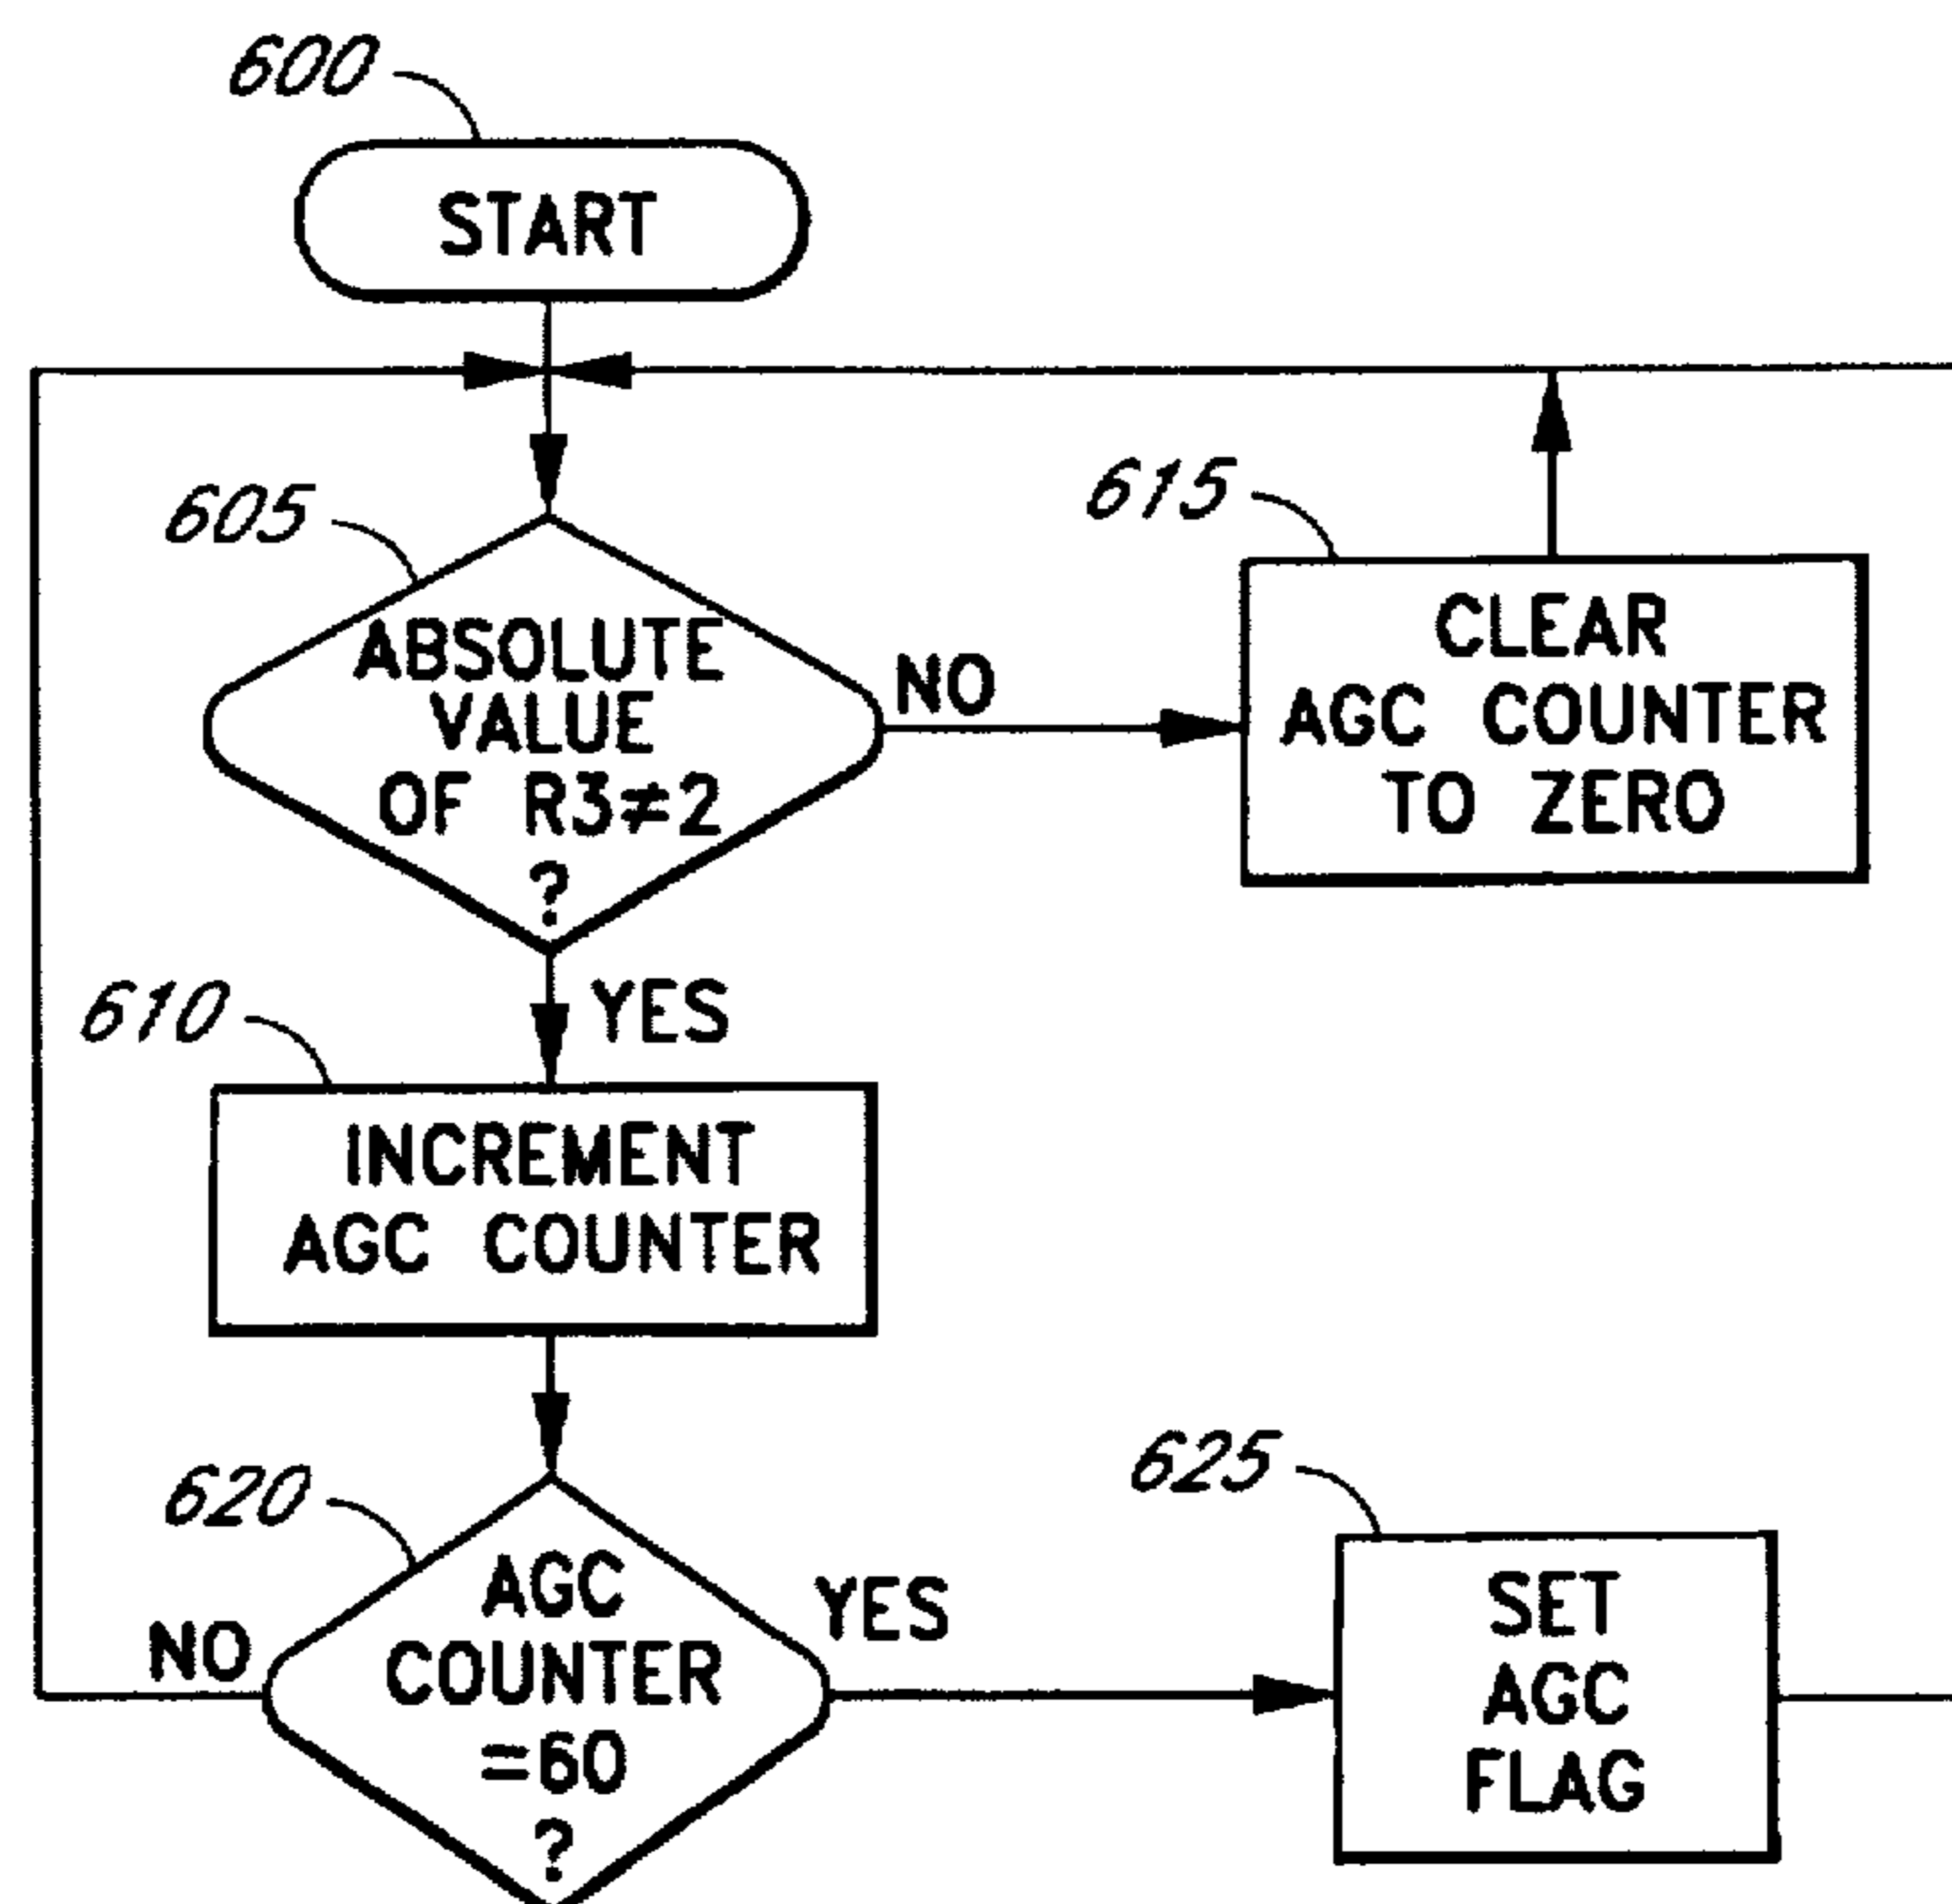 600
START
605
ABSOLUTE
VALUE
OF R3≠2
?
NO
615
CLEAR
AGC COUNTER
TO ZERO
YES
610
INCREMENT
AGC COUNTER
620
AGC
COUNTER
=60
?
NO
YES
625
SET
AGC
FLAG